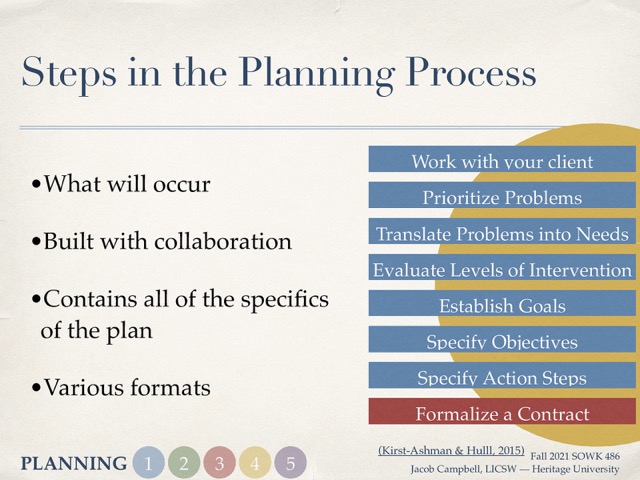 Steps in the Planning Process
•What will occur
•Built with collaboration
•Contains all of the specifics
of the plan
•Various formats
Work with your client
Prioritize Problems
Translate Problems into Needs
Evaluate Levels of Intervention
Establish Goals
Specify Objectives
Specify Action Steps
Formalize a Contract
PLANNING 1 2 3 4 5
(Kirst-Ashman & Hulll, 2015)
Fall 2021 SOWK 486
Jacob Campbell, LICSW — Heritage University